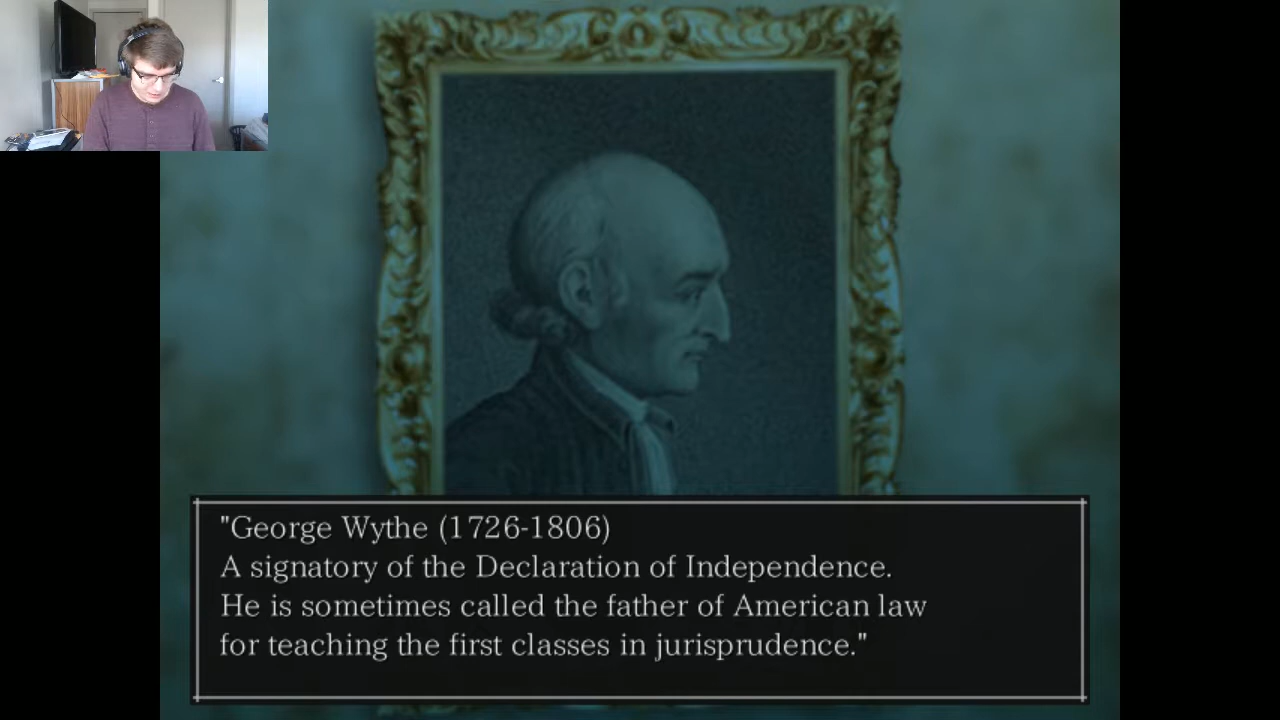 "George Wythe (1726-1806)
A signatory of the Declaration of Independence.
He is sometimes called the father of American law
for teaching the first classes in jurisprudence."